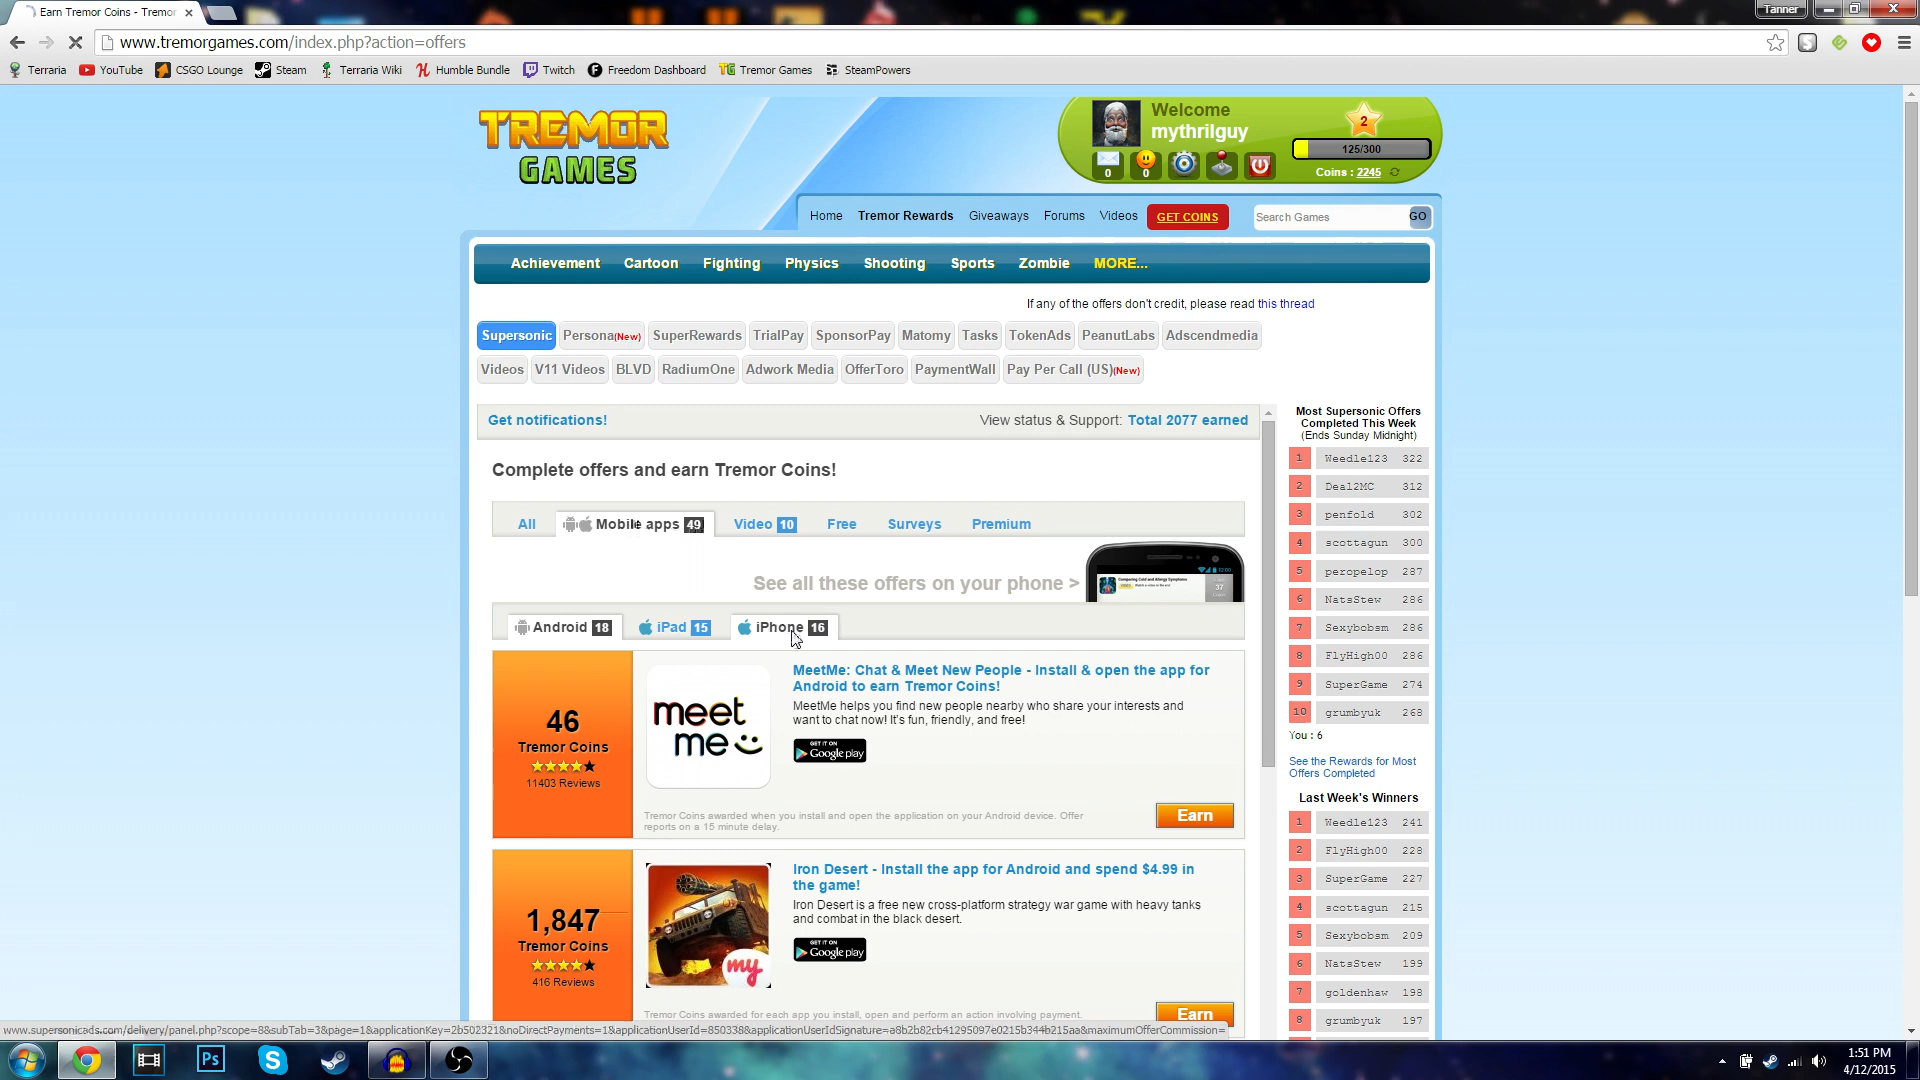 Earn Tremor Coins - Tremor
Tanner
www.tremorgames.com/index.php?action=offers
Terraria YouTube CSGO Lounge Steam Terraria Wiki Humble Bundle Twitch Freedom Dashboard Tremor Games SteamPowers
TREMOR
GAMES
Welcome
mythrilguy
2
125/300
0 0
Coins : 2245
Home Tremor Rewards Giveaways Forums Videos GET COINS Search Games GO
Achievement Cartoon Fighting Physics Shooting Sports Zombie MORE...
If any of the offers don't credit, please read this thread
Supersonic Persona(New) SuperRewards TrialPay SponsorPay Matomy Tasks TokenAds PeanutLabs Adscendmedia
Videos V11 Videos BLVD RadiumOne Adwork Media OfferToro PaymentWall Pay Per Call (US)(New)
Get notifications! View status & Support: Total 2077 earned
Complete offers and earn Tremor Coins!
All Mobile apps 49 Video 10 Free Surveys Premium
See all these offers on your phone >
Android 18 iPad 15 iPhone 16
46
Tremor Coins
11403 Reviews
meet
me
MeetMe: Chat & Meet New People - Install & open the app for
Android to earn Tremor Coins!
MeetMe helps you find new people nearby who share your interests and
want to chat now! It's fun, friendly, and free!
GET IT ON
Google play
Tremor Coins awarded when you install and open the application on your Android device. Offer
reports on a 15 minute delay.
Earn
1,847
Tremor Coins
416 Reviews
my
Iron Desert - Install the app for Android and spend $4.99 in
the game!
Iron Desert is a free new cross-platform strategy war game with heavy tanks
and combat in the black desert.
GET IT ON
Google play
Tremor Coins awarded for each app you install, open and perform an action involving payment.
Earn
Most Supersonic Offers
Completed This Week
(Ends Sunday Midnight)
1 Weedle123 322
2 Deal2MC 312
3 penfold 302
4 scottagun 300
5 peropelop 287
6 NatsStew 286
7 Sexybobsm 286
8 FlyHigh00 286
9 SuperGame 274
10 grumbyuk 268
You : 6
See the Rewards for Most
Offers Completed
Last Week's Winners
1 Weedle123 241
2 FlyHigh00 228
3 SuperGame 227
4 scottagun 215
5 Sexybobsm 209
6 NatsStew 199
7 goldenhaw 198
8 grumbyuk 197
www.supersonicads.com/delivery/panel.php?scope=8&subTab=3&page=1&applicationKey=2b502321&noDirectPayments=1&applicationUserId=850338&applicationUserIdSignature=a8b2b82cb41295097e0215b344b215aa&maximumOfferCommission=
Ps
1:51 PM
4/12/2015